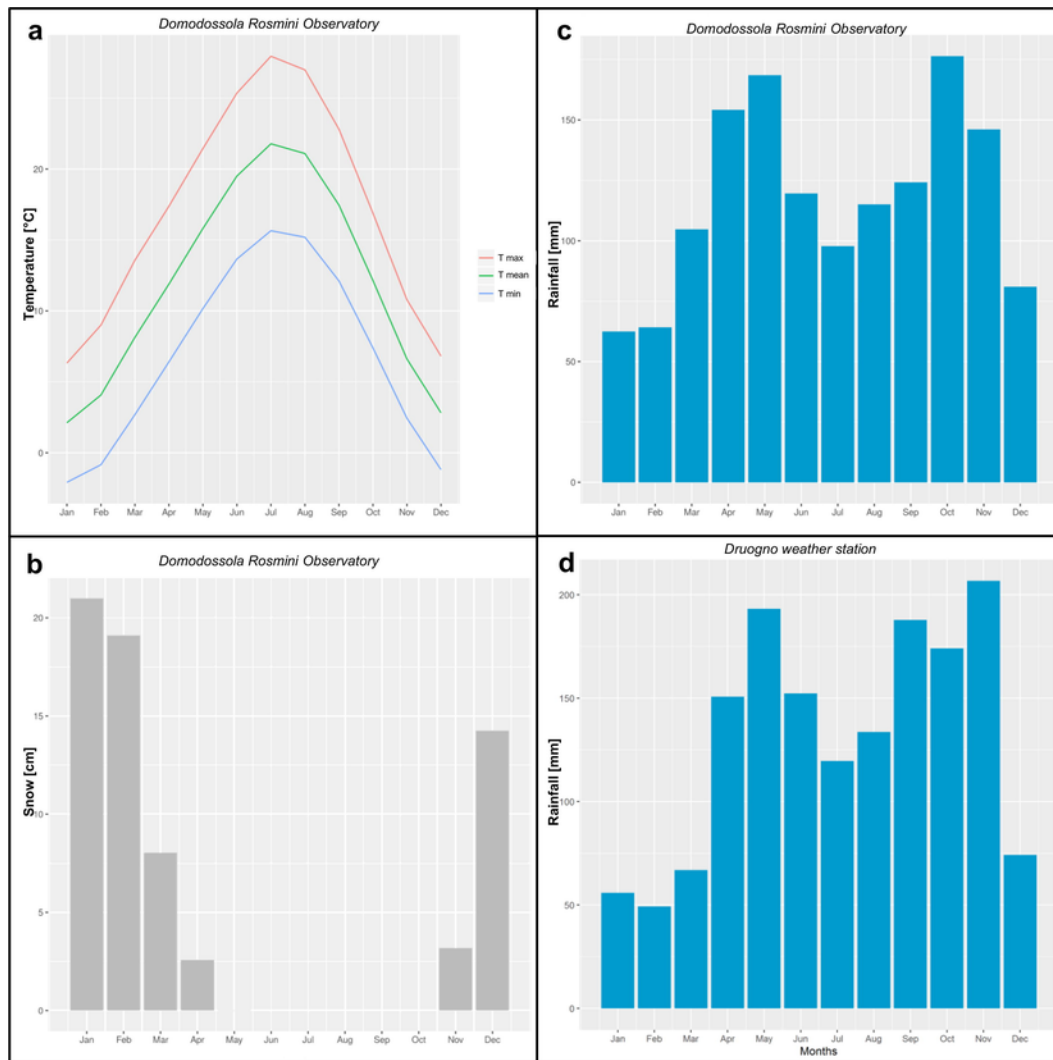 a
Domodossola Rosmini Observatory
Temperature [°C]
20
10
0
Jan Feb Mar Apr May Jun Jul Aug Sep Oct Nov Dec
T max
T mean
T min
c
Domodossola Rosmini Observatory
Rainfall [mm]
150
100
50
0
Jan Feb Mar Apr May Jun Jul Aug Sep Oct Nov Dec
b
Domodossola Rosmini Observatory
Snow [cm]
20
15
10
5
0
Jan Feb Mar Apr May Jun Jul Aug Sep Oct Nov Dec
d
Druogno weather station
Rainfall [mm]
200
150
100
50
0
Jan Feb Mar Apr May Jun Jul Aug Sep Oct Nov Dec
Months